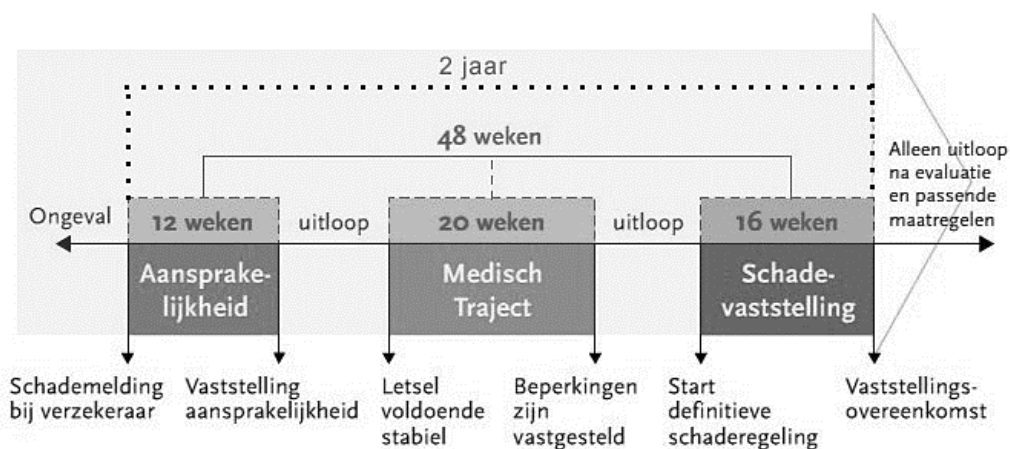 2 jaar
48 weken
Alleen uitloop
na evaluatie
en passende
maatregelen
Ongeval
12 weken
uitloop
20 weken
uitloop
16 weken
Aansprake-
lijkheid
Medisch
Traject
Schade-
vaststelling
Schademelding
bij verzekeraar
Vaststelling
aansprakelijkheid
Letsel
voldoende
stabiel
Beperkingen
zijn
vastgesteld
Start
definitieve
schaderegeling
Vaststellings-
overeenkomst